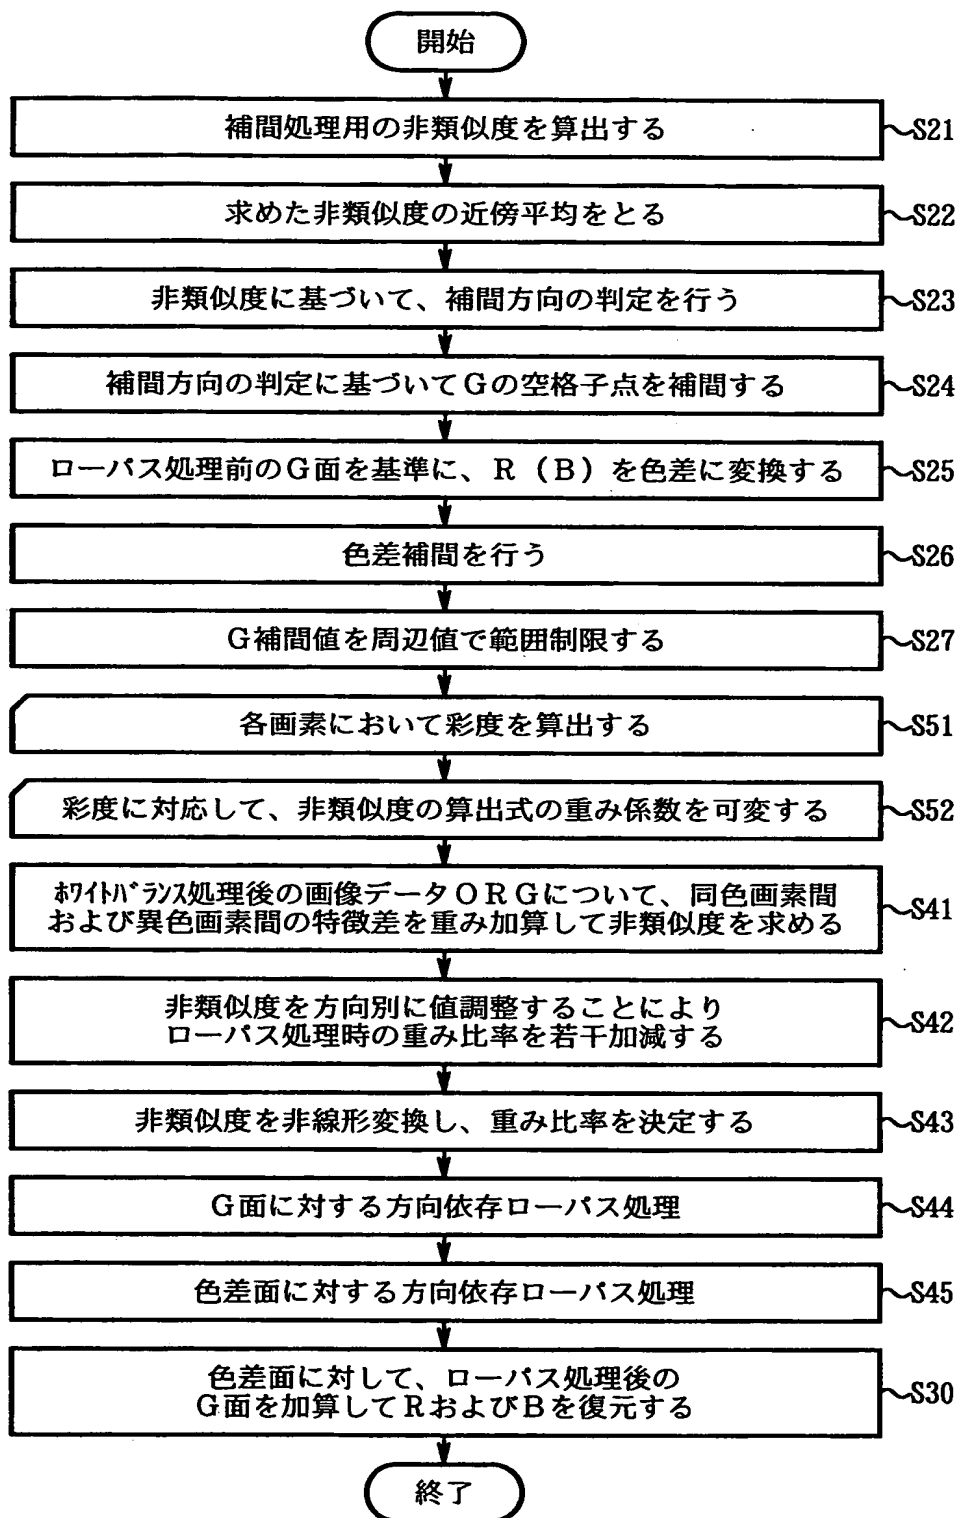 開始
補間処理用の非類似度を算出する
S21
求めた非類似度の近傍平均をとる
S22
非類似度に基づいて、補間方向の判定を行う
S23
補間方向の判定に基づいてGの空格子点を補間する
S24
ローパス処理前のG面を基準に、R(B)を色差に変換する
S25
色差補間を行う
S26
G補間値を周辺値で範囲制限する
S27
各画素において彩度を算出する
S51
彩度に対応して、非類似度の算出式の重み係数を可変する
S52
ホワイトバランス処理後の画像データORGについて、同色画素間
および異色画素間の特徴差を重み加算して非類似度を求める
S41
非類似度を方向別に値調整することにより
ローパス処理時の重み比率を若干加減する
S42
非類似度を非線形変換し、重み比率を決定する
S43
G面に対する方向依存ローパス処理
S44
色差面に対する方向依存ローパス処理
S45
色差面に対して、ローパス処理後の
G面を加算してRおよびBを復元する
S30
終了